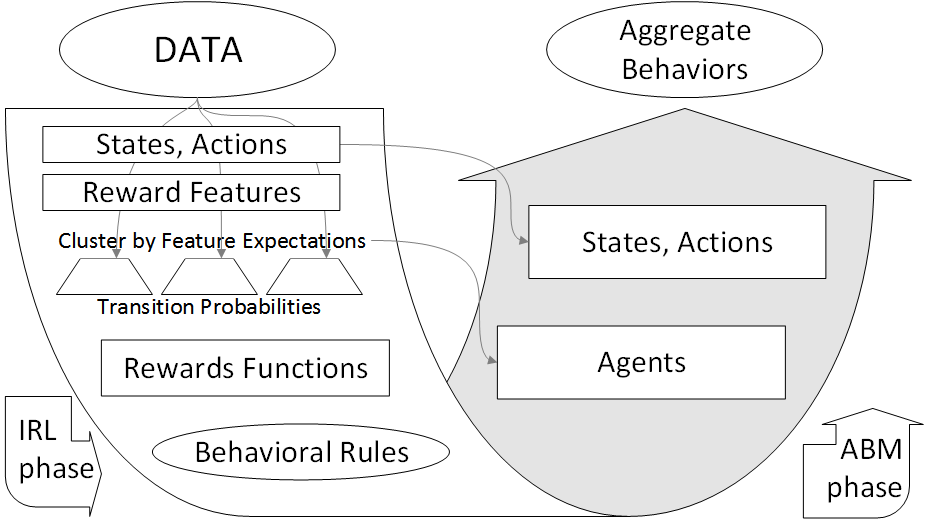 DATA
Aggregate
Behaviors
States, Actions
Reward Features
Cluster by Feature Expectations
Transition Probabilities
Rewards Functions
Behavioral Rules
IRL
phase
States, Actions
Agents
ABM
phase